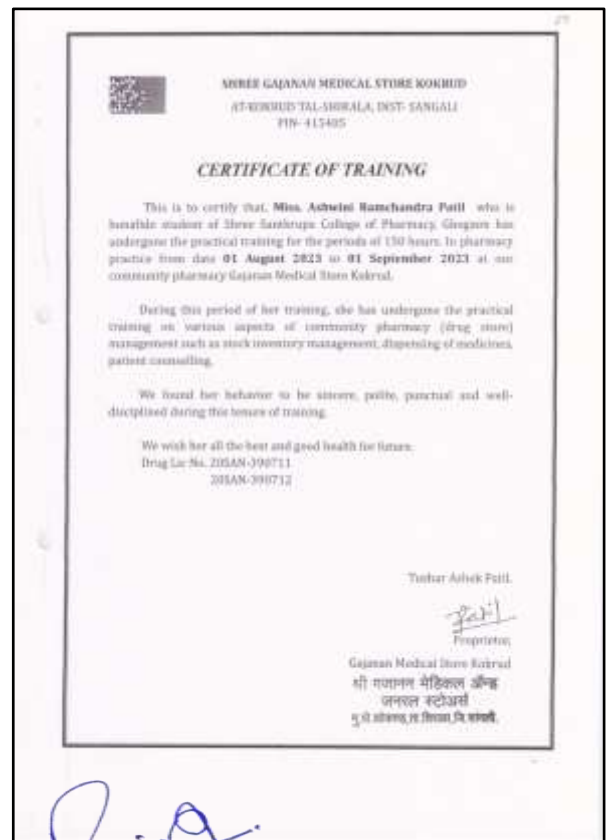 SHREE GAJANAN MEDICAL STORE KOKRUD
AT-KOKRUD TAL-SHIRALA, DIST- SANGALI
PIN- 415405
CERTIFICATE OF TRAINING
This is to certify that, Miss. Ashwini Ramchandra Patil who is
bonafide student of Shree Santkrupa College of Pharmacy, Ghogaon has
undergone the practical training for the periods of 150 hours. In pharmacy
practice from date 01 August 2023 to 01 September 2023 at our
community pharmacy Gajanan Medical Store Kokrud.
During this period of her training, she has undergone the practical
training on various aspects of community pharmacy (drug store)
management such as stock inventory management, dispensing of medicines,
patient counselling.
We found her behavior to be sincere, polite, punctual and well-
disciplined during this tenure of training.
We wish her all the best and good health for future.
Drug Lic No. 20SAN-390711
20SAN-390712
Tushar Ashok Patil.
Patil
Proprietor,
Gajanan Medical Store Kokrud
श्री गजानन मेडिकल ॲन्ड
जनरल स्टोअर्स
मु.पो.कोकरूड,ता.शिराळा,जि.सांगली.